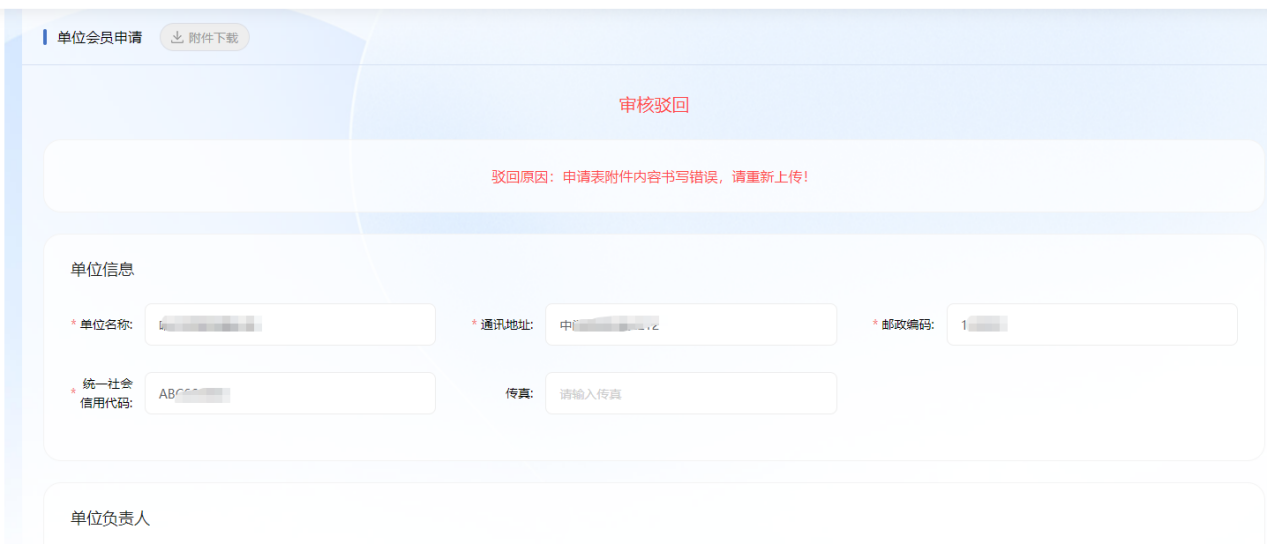 单位会员申请 附件下载
审核驳回
驳回原因：申请表附件内容书写错误，请重新上传！
单位信息
* 单位名称:
* 通讯地址: 中
* 邮政编码: 1
* 统一社会信用代码: ABC
传真: 请输入传真
单位负责人